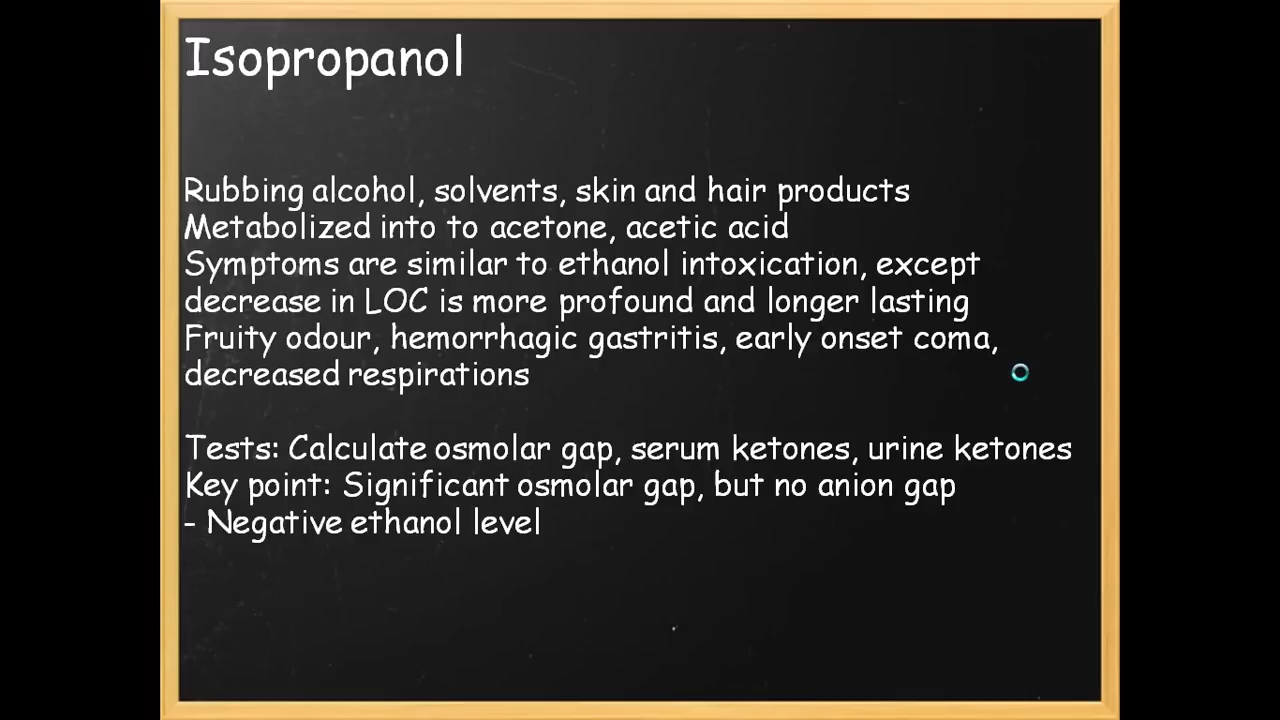 Isopropanol
Rubbing alcohol, solvents, skin and hair products
Metabolized into to acetone, acetic acid
Symptoms are similar to ethanol intoxication, except
decrease in LOC is more profound and longer lasting
Fruity odour, hemorrhagic gastritis, early onset coma,
decreased respirations
Tests: Calculate osmolar gap, serum ketones, urine ketones
Key point: Significant osmolar gap, but no anion gap
- Negative ethanol level